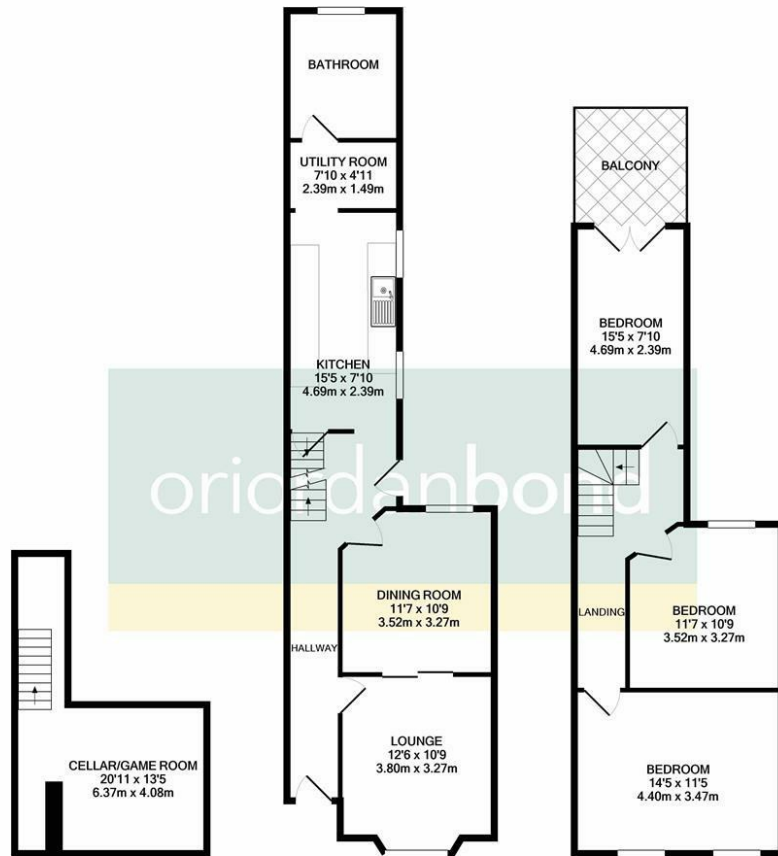 BATHROOM
UTILITY ROOM
7'10 x 4'11
2.39m x 1.49m
KITCHEN
15'5 x 7'10
4.69m x 2.39m
DINING ROOM
11'7 x 10'9
3.52m x 3.27m
HALLWAY
LOUNGE
12'6 x 10'9
3.80m x 3.27m
CELLAR/GAME ROOM
20'11 x 13'5
6.37m x 4.08m
BALCONY
BEDROOM
15'5 x 7'10
4.69m x 2.39m
LANDING
BEDROOM
11'7 x 10'9
3.52m x 3.27m
BEDROOM
14'5 x 11'5
4.40m x 3.47m
oriordanbond